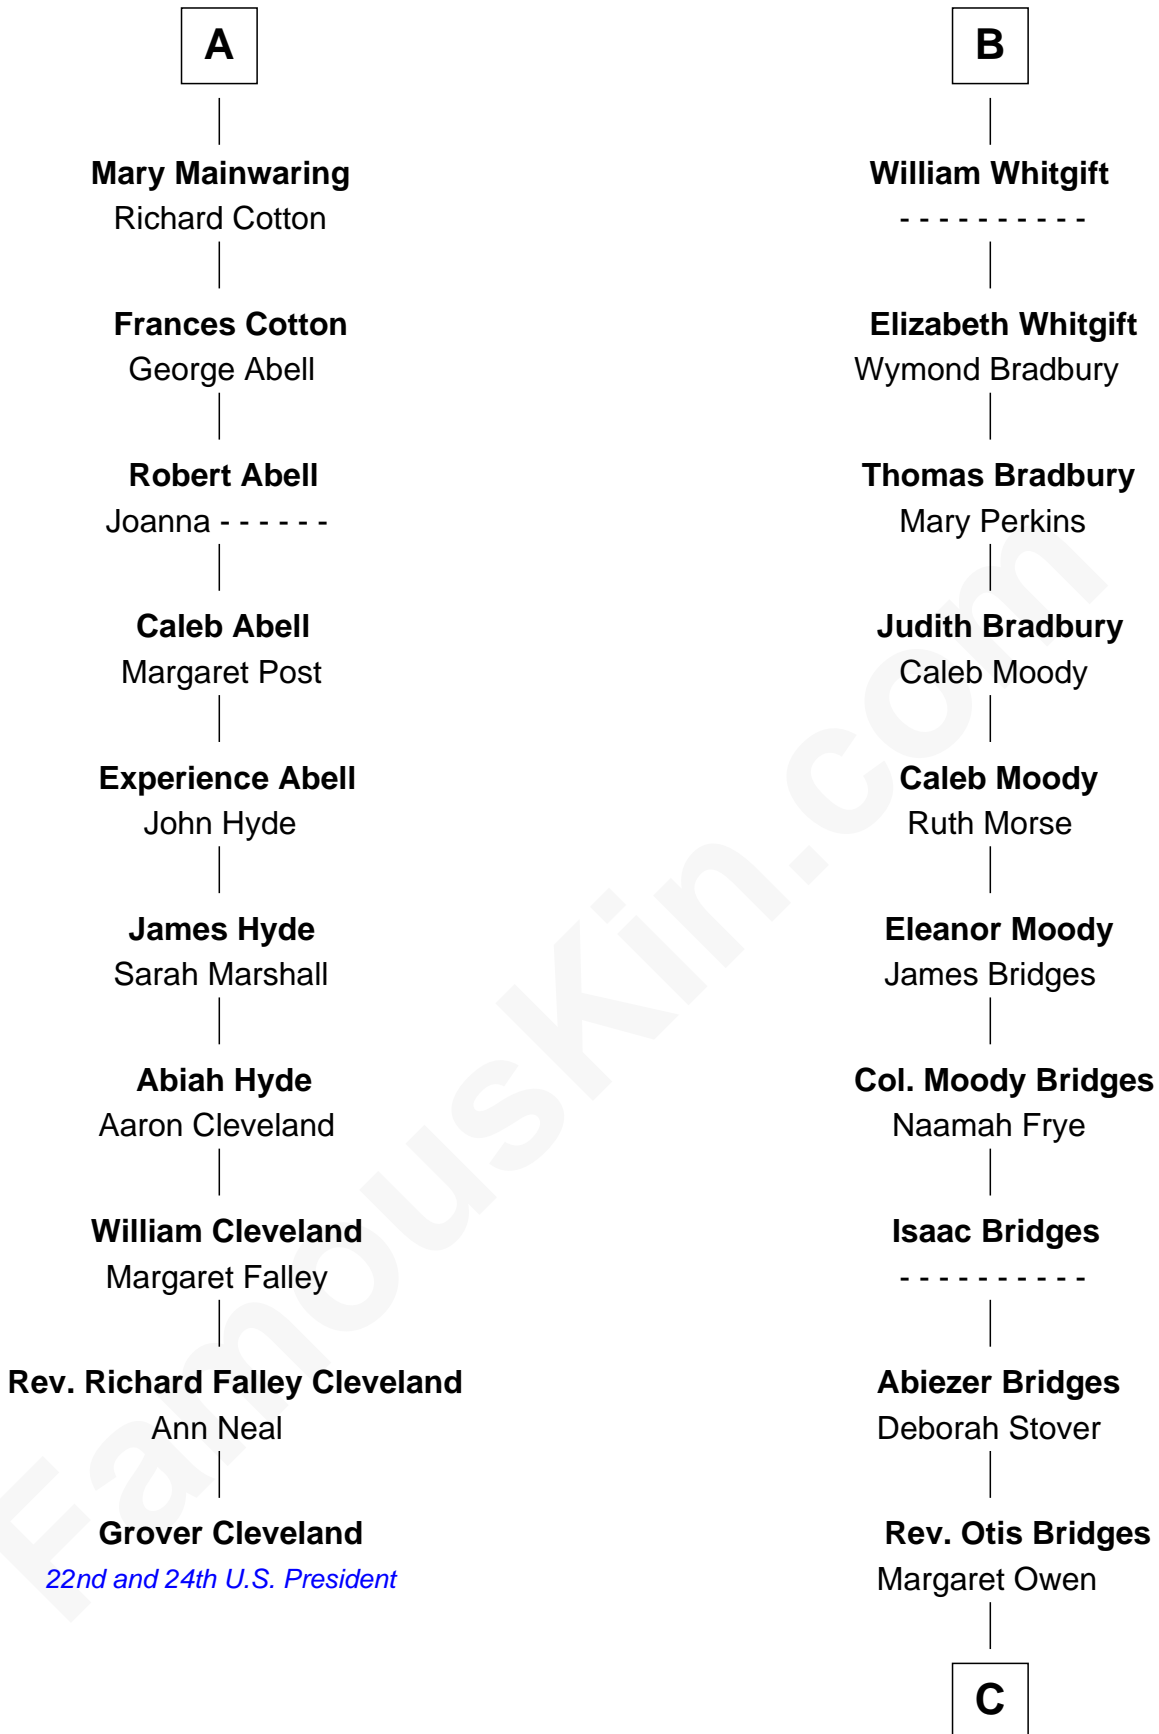 A
Mary Mainwaring
Richard Cotton
Frances Cotton
George Abell
Robert Abell
Joanna - - - - - -
Caleb Abell
Margaret Post
Experience Abell
John Hyde
James Hyde
Sarah Marshall
Abiah Hyde
Aaron Cleveland
William Cleveland
Margaret Falley
Rev. Richard Falley Cleveland
Ann Neal
Grover Cleveland
22nd and 24th U.S. President
B
William Whitgift
- - - - - - - - - -
Elizabeth Whitgift
Wymond Bradbury
Thomas Bradbury
Mary Perkins
Judith Bradbury
Caleb Moody
Caleb Moody
Ruth Morse
Eleanor Moody
James Bridges
Col. Moody Bridges
Naamah Frye
Isaac Bridges
- - - - - - - - - -
Abiezer Bridges
Deborah Stover
Rev. Otis Bridges
Margaret Owen
C
FamousKin.com